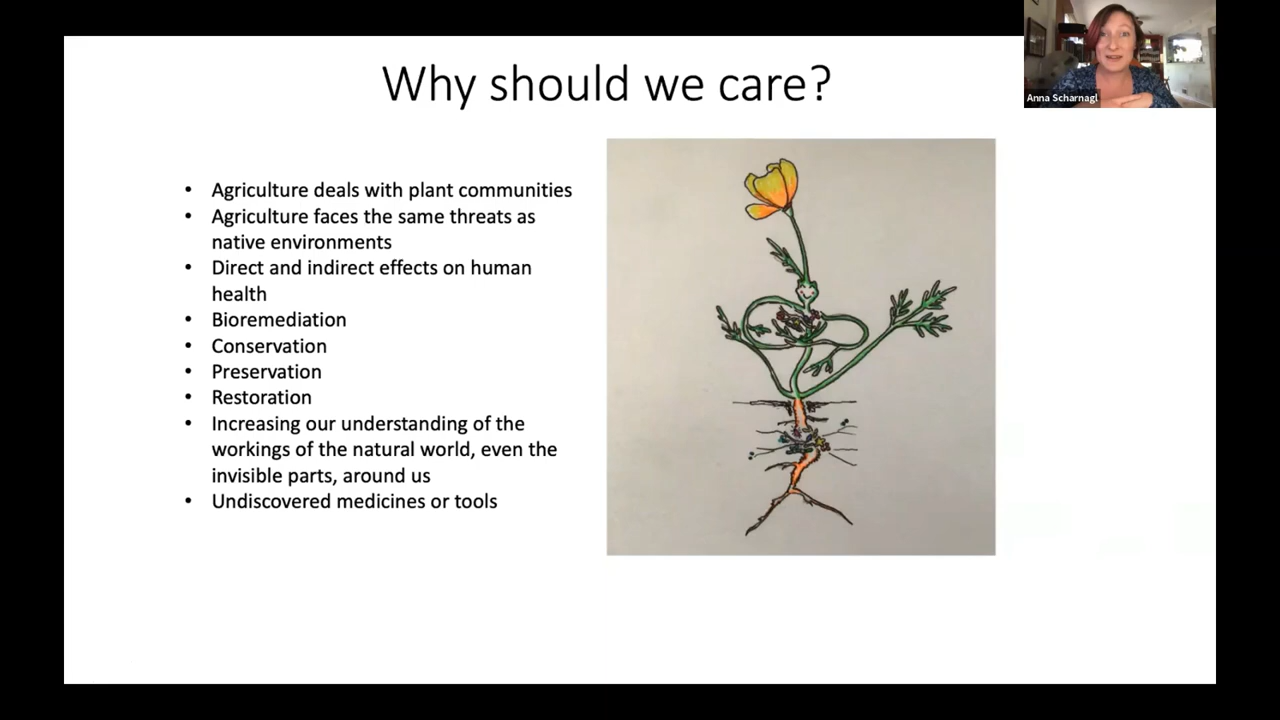 Why should we care?
Anna Scharnagl
• Agriculture deals with plant communities
• Agriculture faces the same threats as
native environments
• Direct and indirect effects on human
health
• Bioremediation
• Conservation
• Preservation
• Restoration
• Increasing our understanding of the
workings of the natural world, even the
invisible parts, around us
• Undiscovered medicines or tools